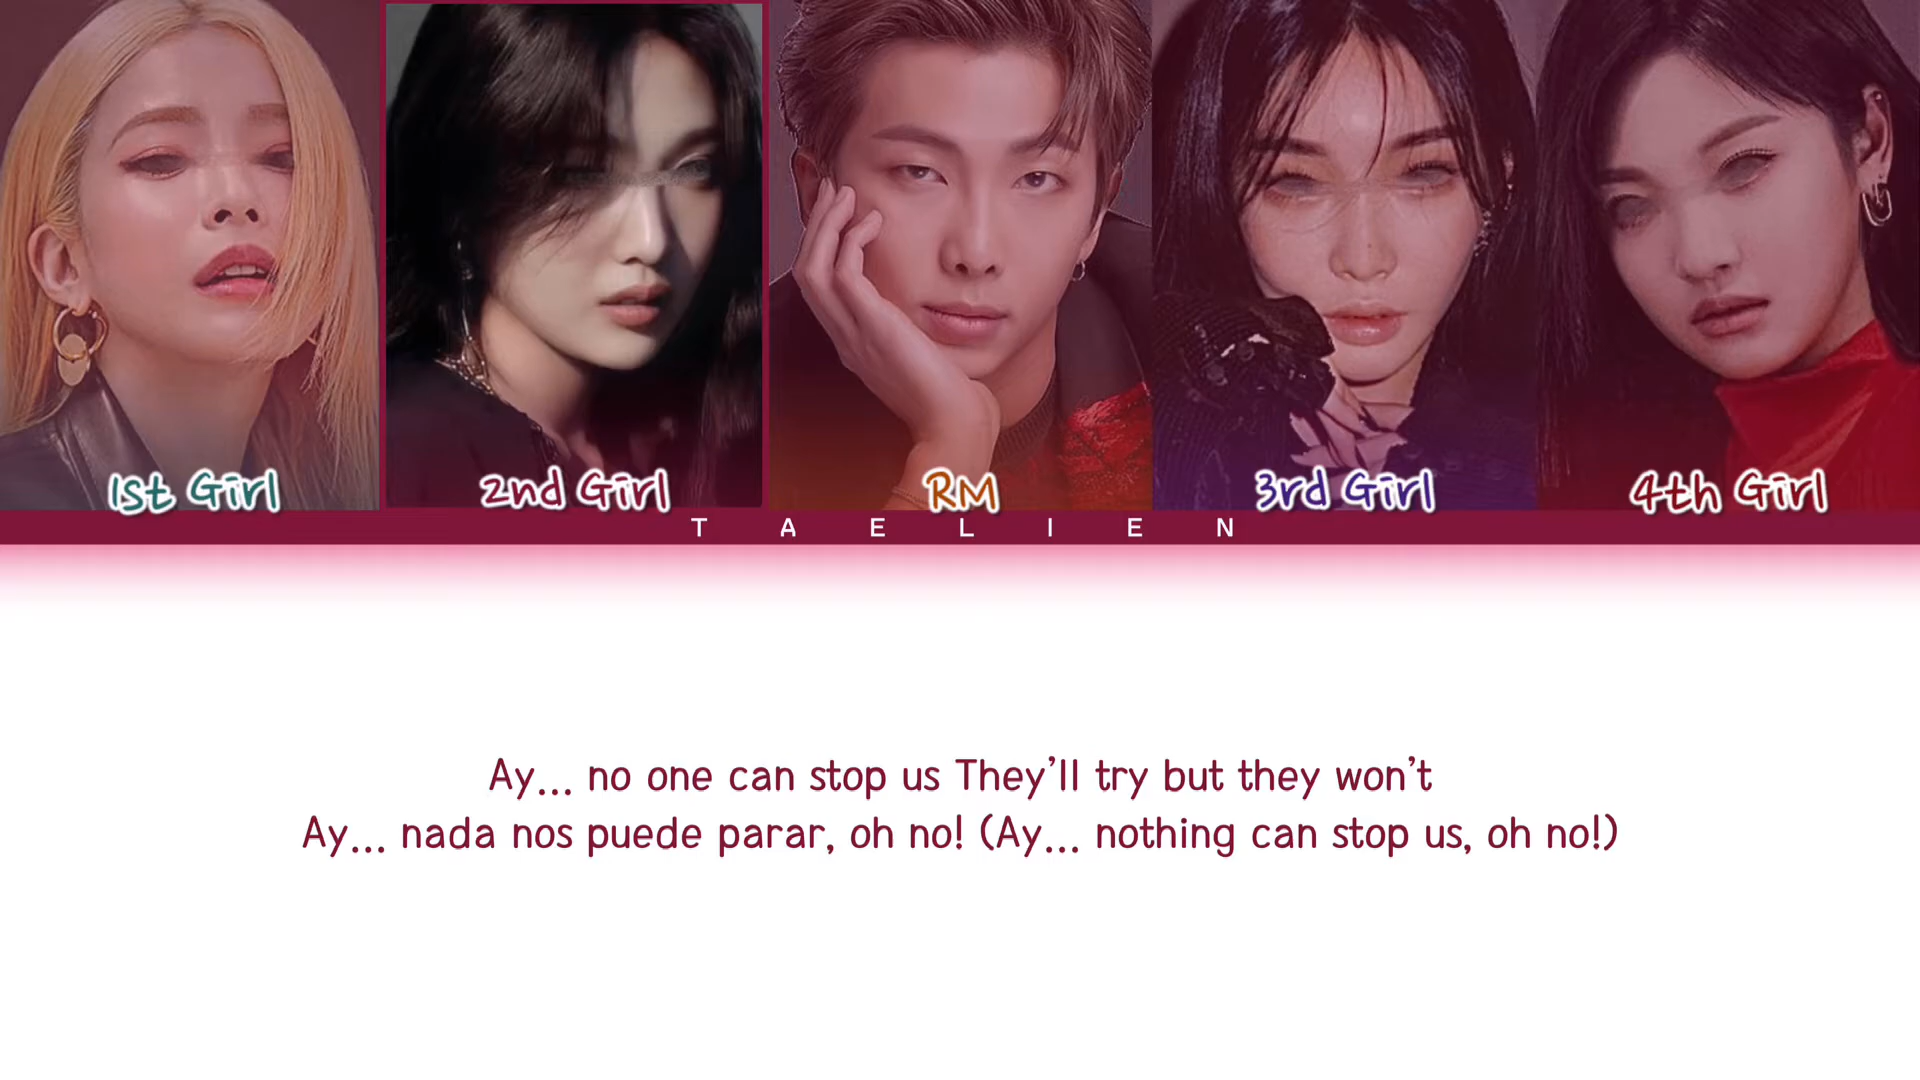 1st Girl
2nd Girl
RM
3rd Girl
4th Girl
TAELIEN
Ay... no one can stop us They'll try but they won't
Ay... nada nos puede parar, oh no! (Ay... nothing can stop us, oh no!)